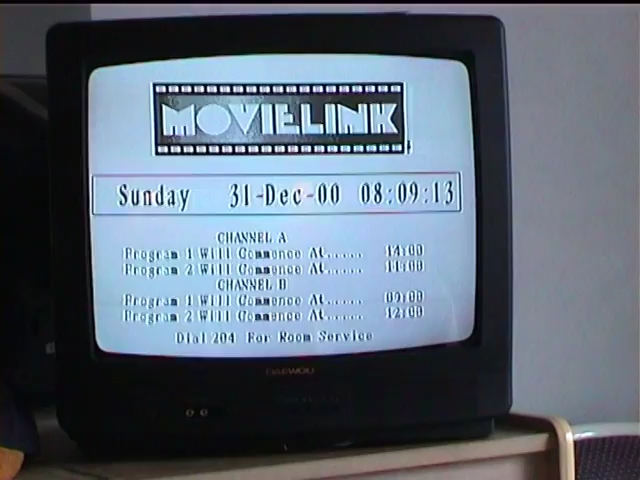 MOVIELINK
Sunday 31-Dec-00 08:09:13
CHANNEL A
Program 1 Will Commence At...... 14:00
Program 2 Will Commence At...... 11:00
CHANNEL B
Program 1 Will Commence At...... 09:00
Program 2 Will Commence At...... 12:00
Dial 204 For Room Service
DAEWOO